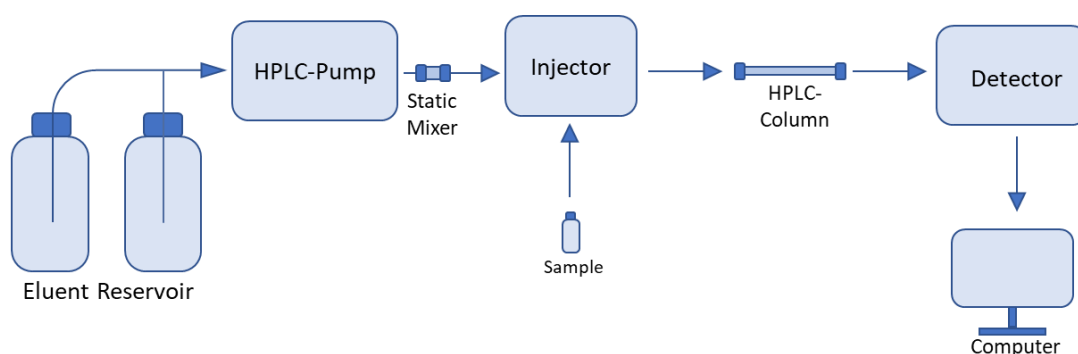 HPLC-Pump
Static
Mixer
Injector
HPLC-
Column
Detector
Sample
Eluent Reservoir
Computer